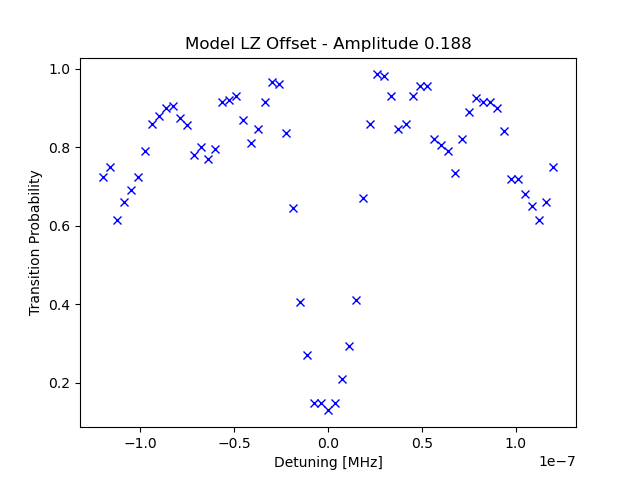 Model LZ Offset - Amplitude 0.188
1.0
0.8
0.6
0.4
0.2
Transition Probability
−1.0 −0.5 0.0 0.5 1.0
1e−7
Detuning [MHz]